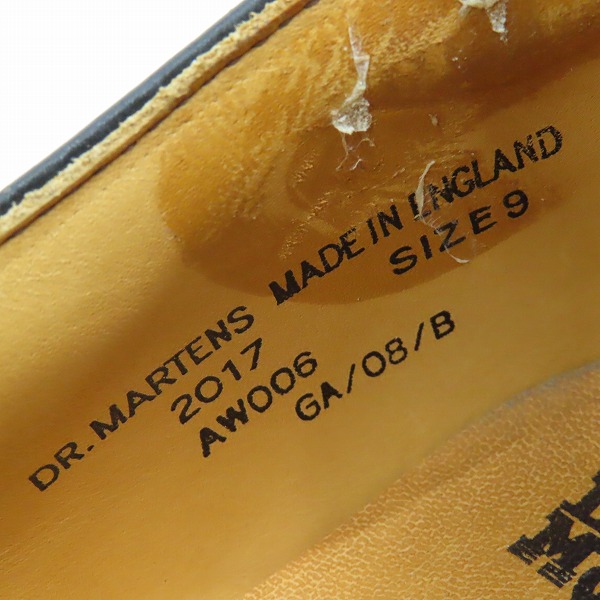 DR. MARTENS MADE IN ENGLAND
2017 SIZE 9
AW006
GA/08/B